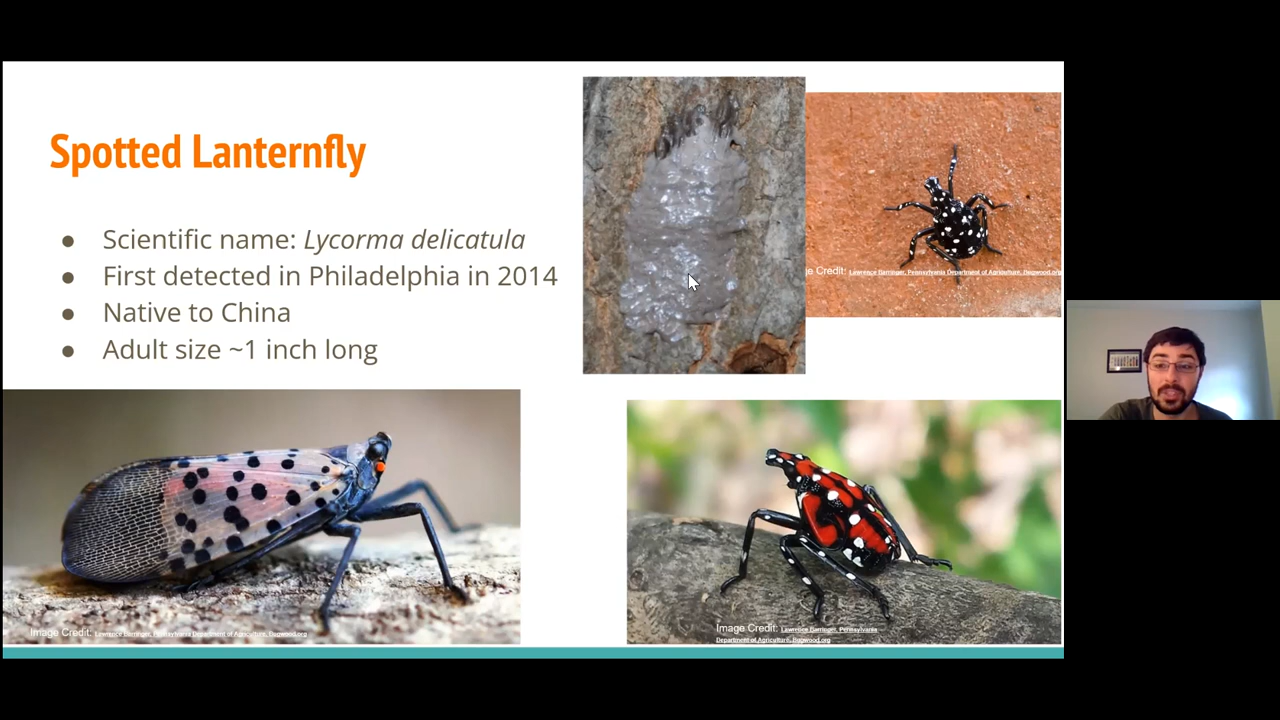 Spotted Lanternfly
● Scientific name: Lycorma delicatula
● First detected in Philadelphia in 2014
● Native to China
● Adult size ~1 inch long
Credit: Lawrence Barringer, Pennsylvania Department of Agriculture, Bugwood.org
Image Credit: Lawrence Barringer, Pennsylvania Department of Agriculture, Bugwood.org
Image Credit: Lawrence Barringer, Pennsylvania
Department of Agriculture, Bugwood.org